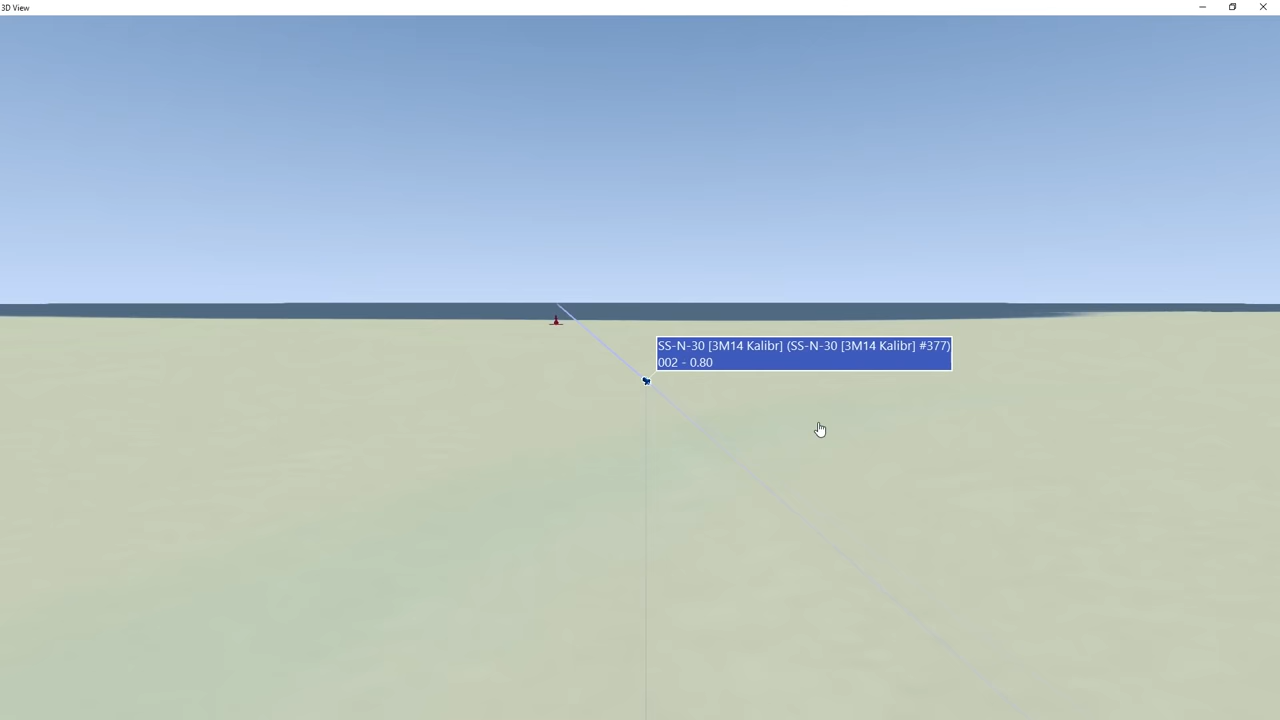 3D View
SS-N-30 [3M14 Kalibr] (SS-N-30 [3M14 Kalibr] #377)
002 - 0.80